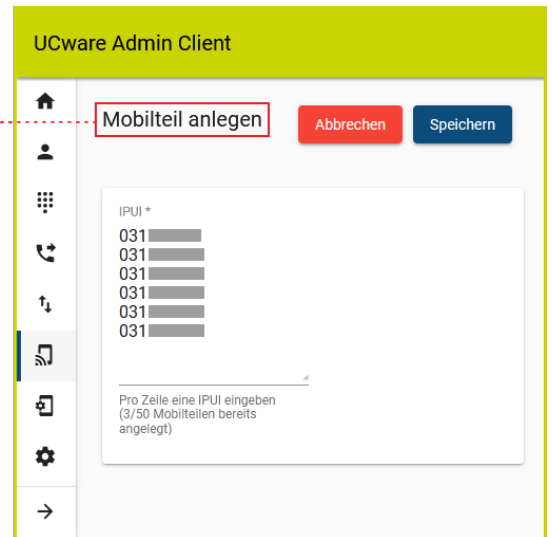 UCware Admin Client
Mobilteil anlegen
Abbrechen
Speichern
IPUI *
031
031
031
031
031
031
Pro Zeile eine IPUI eingeben
(3/50 Mobilteilen bereits
angelegt)